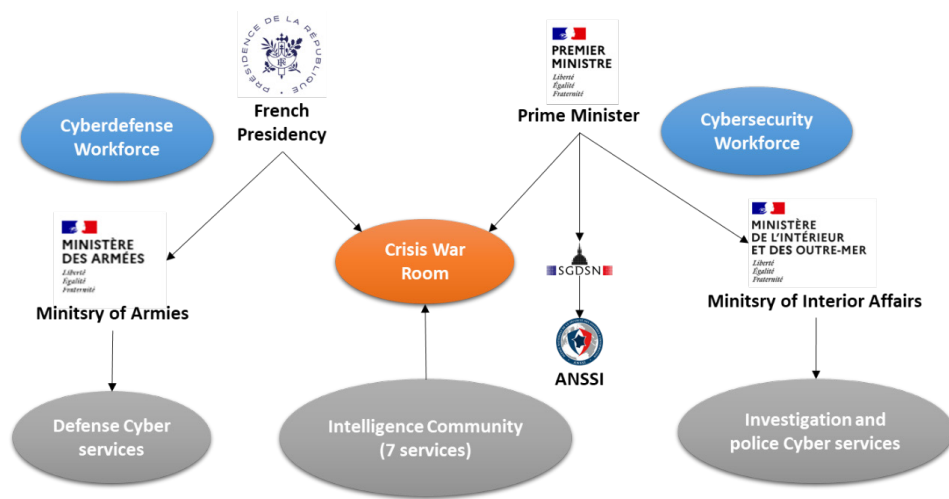 PRÉSIDENCE DE LA RÉPUBLIQUE
French
Presidency
PREMIER
MINISTRE
Liberté
Égalité
Fraternité
Prime Minister
Cyberdefense
Workforce
Cybersecurity
Workforce
MINISTÈRE
DES ARMÉES
Liberté
Égalité
Fraternité
Minitsry of Armies
Crisis War
Room
SGDSN
ANSSI
MINISTÈRE
DE L'INTÉRIEUR
ET DES OUTRE-MER
Liberté
Égalité
Fraternité
Minitsry of Interior Affairs
Defense Cyber
services
Intelligence Community
(7 services)
Investigation and
police Cyber services